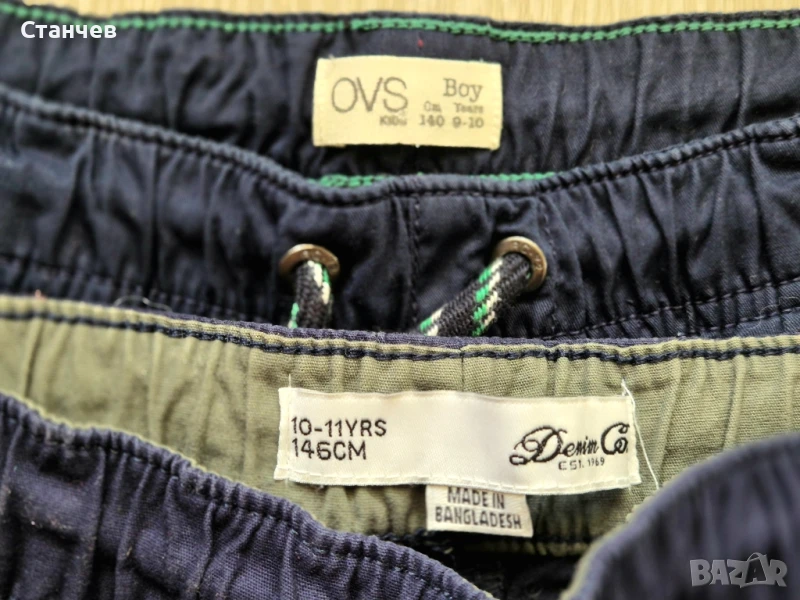 Станчев
OVS
KIDS
Boy
Cm Years
140 9-10
10-11YRS
146CM
Denim Co.
EST. 1969
MADE IN
BANGLADESH
BAZAR